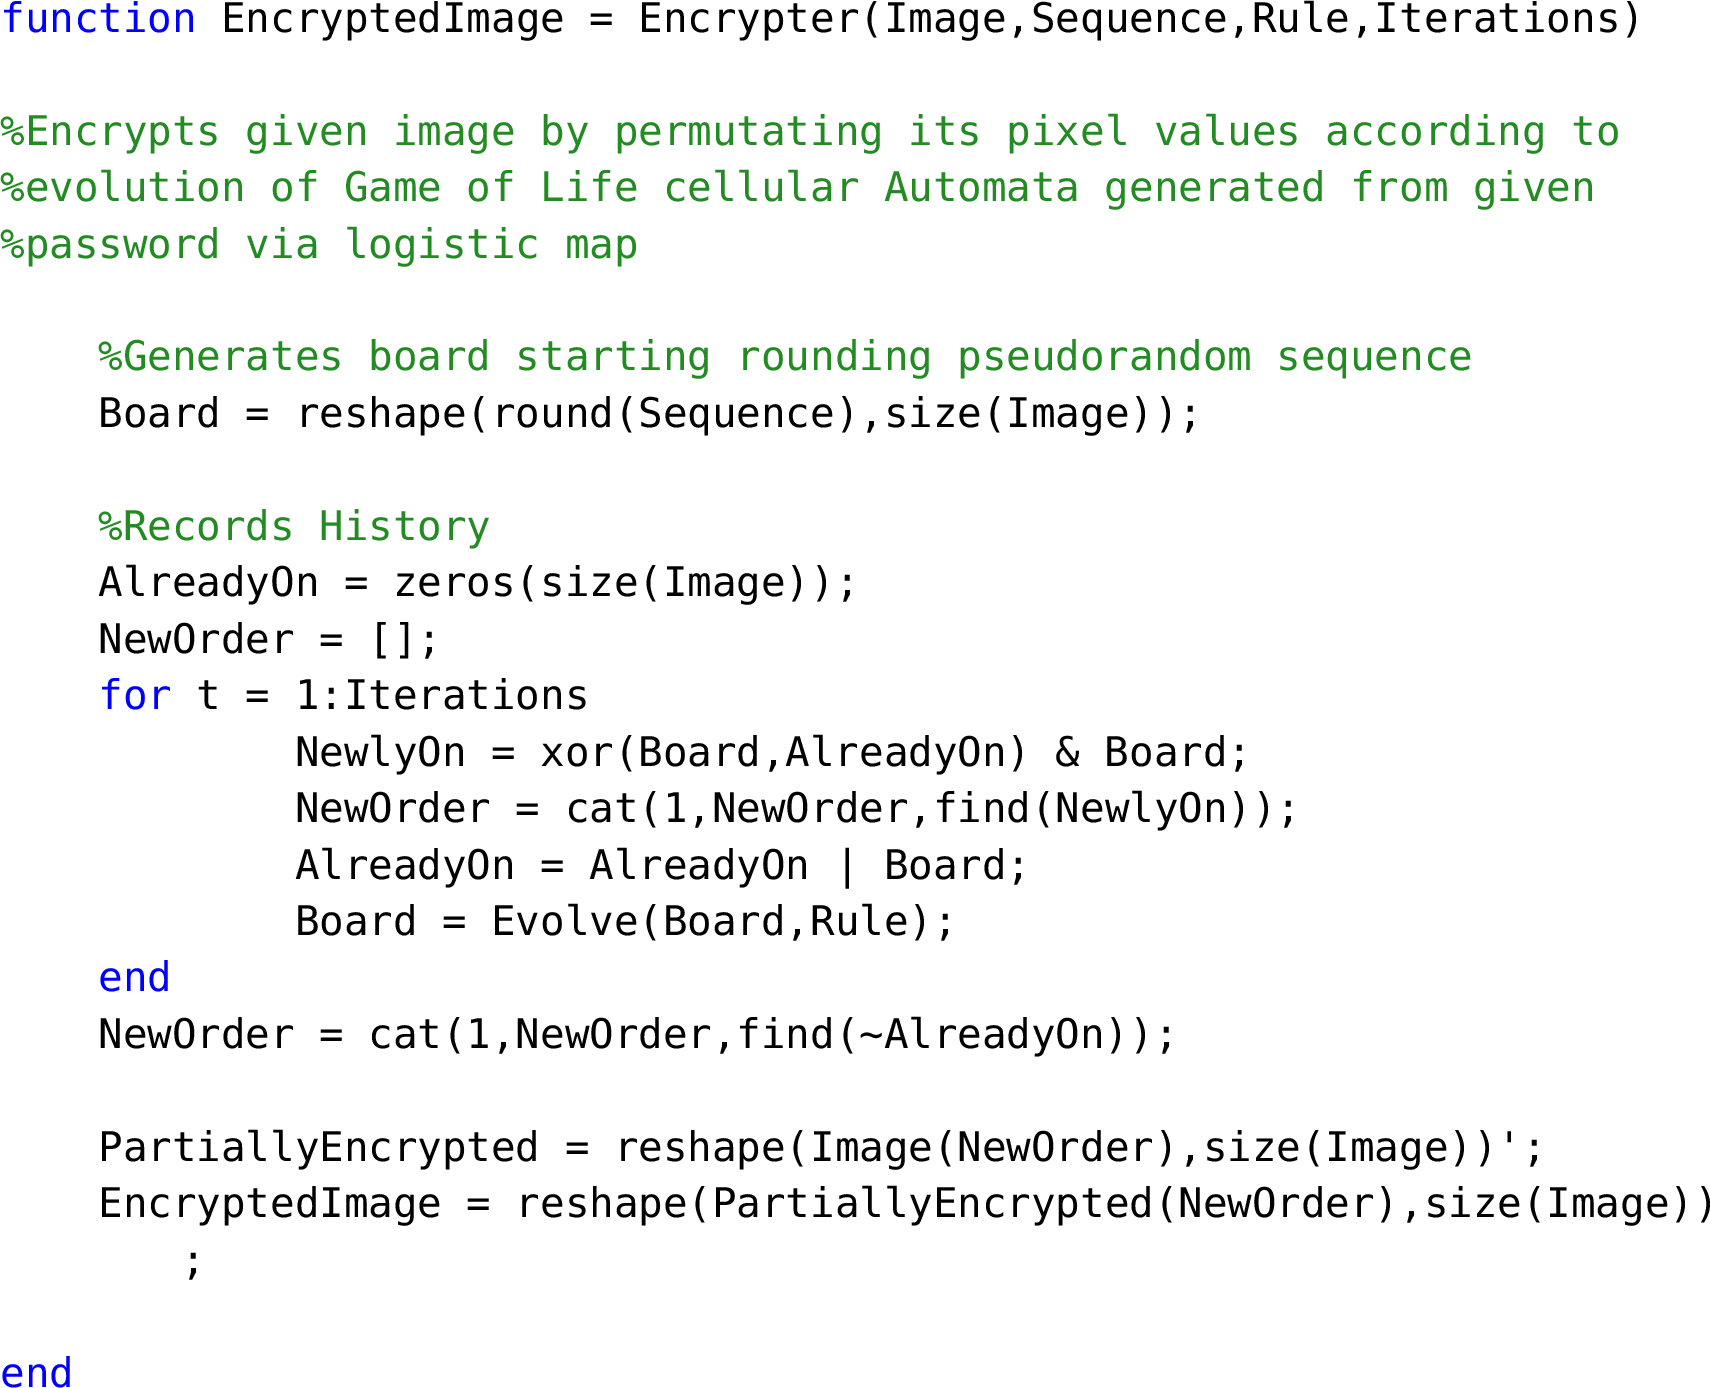 function EncryptedImage = Encrypter(Image,Sequence,Rule,Iterations)
%Encrypts given image by permutating its pixel values according to
%evolution of Game of Life cellular Automata generated from given
%password via logistic map
%Generates board starting rounding pseudorandom sequence
Board = reshape(round(Sequence),size(Image));
%Records History
AlreadyOn = zeros(size(Image));
NewOrder = [];
for t = 1:Iterations
NewlyOn = xor(Board,AlreadyOn) & Board;
NewOrder = cat(1,NewOrder,find(NewlyOn));
AlreadyOn = AlreadyOn | Board;
Board = Evolve(Board,Rule);
end
NewOrder = cat(1,NewOrder,find(~AlreadyOn));
PartiallyEncrypted = reshape(Image(NewOrder),size(Image))';
EncryptedImage = reshape(PartiallyEncrypted(NewOrder),size(Image))
;
end